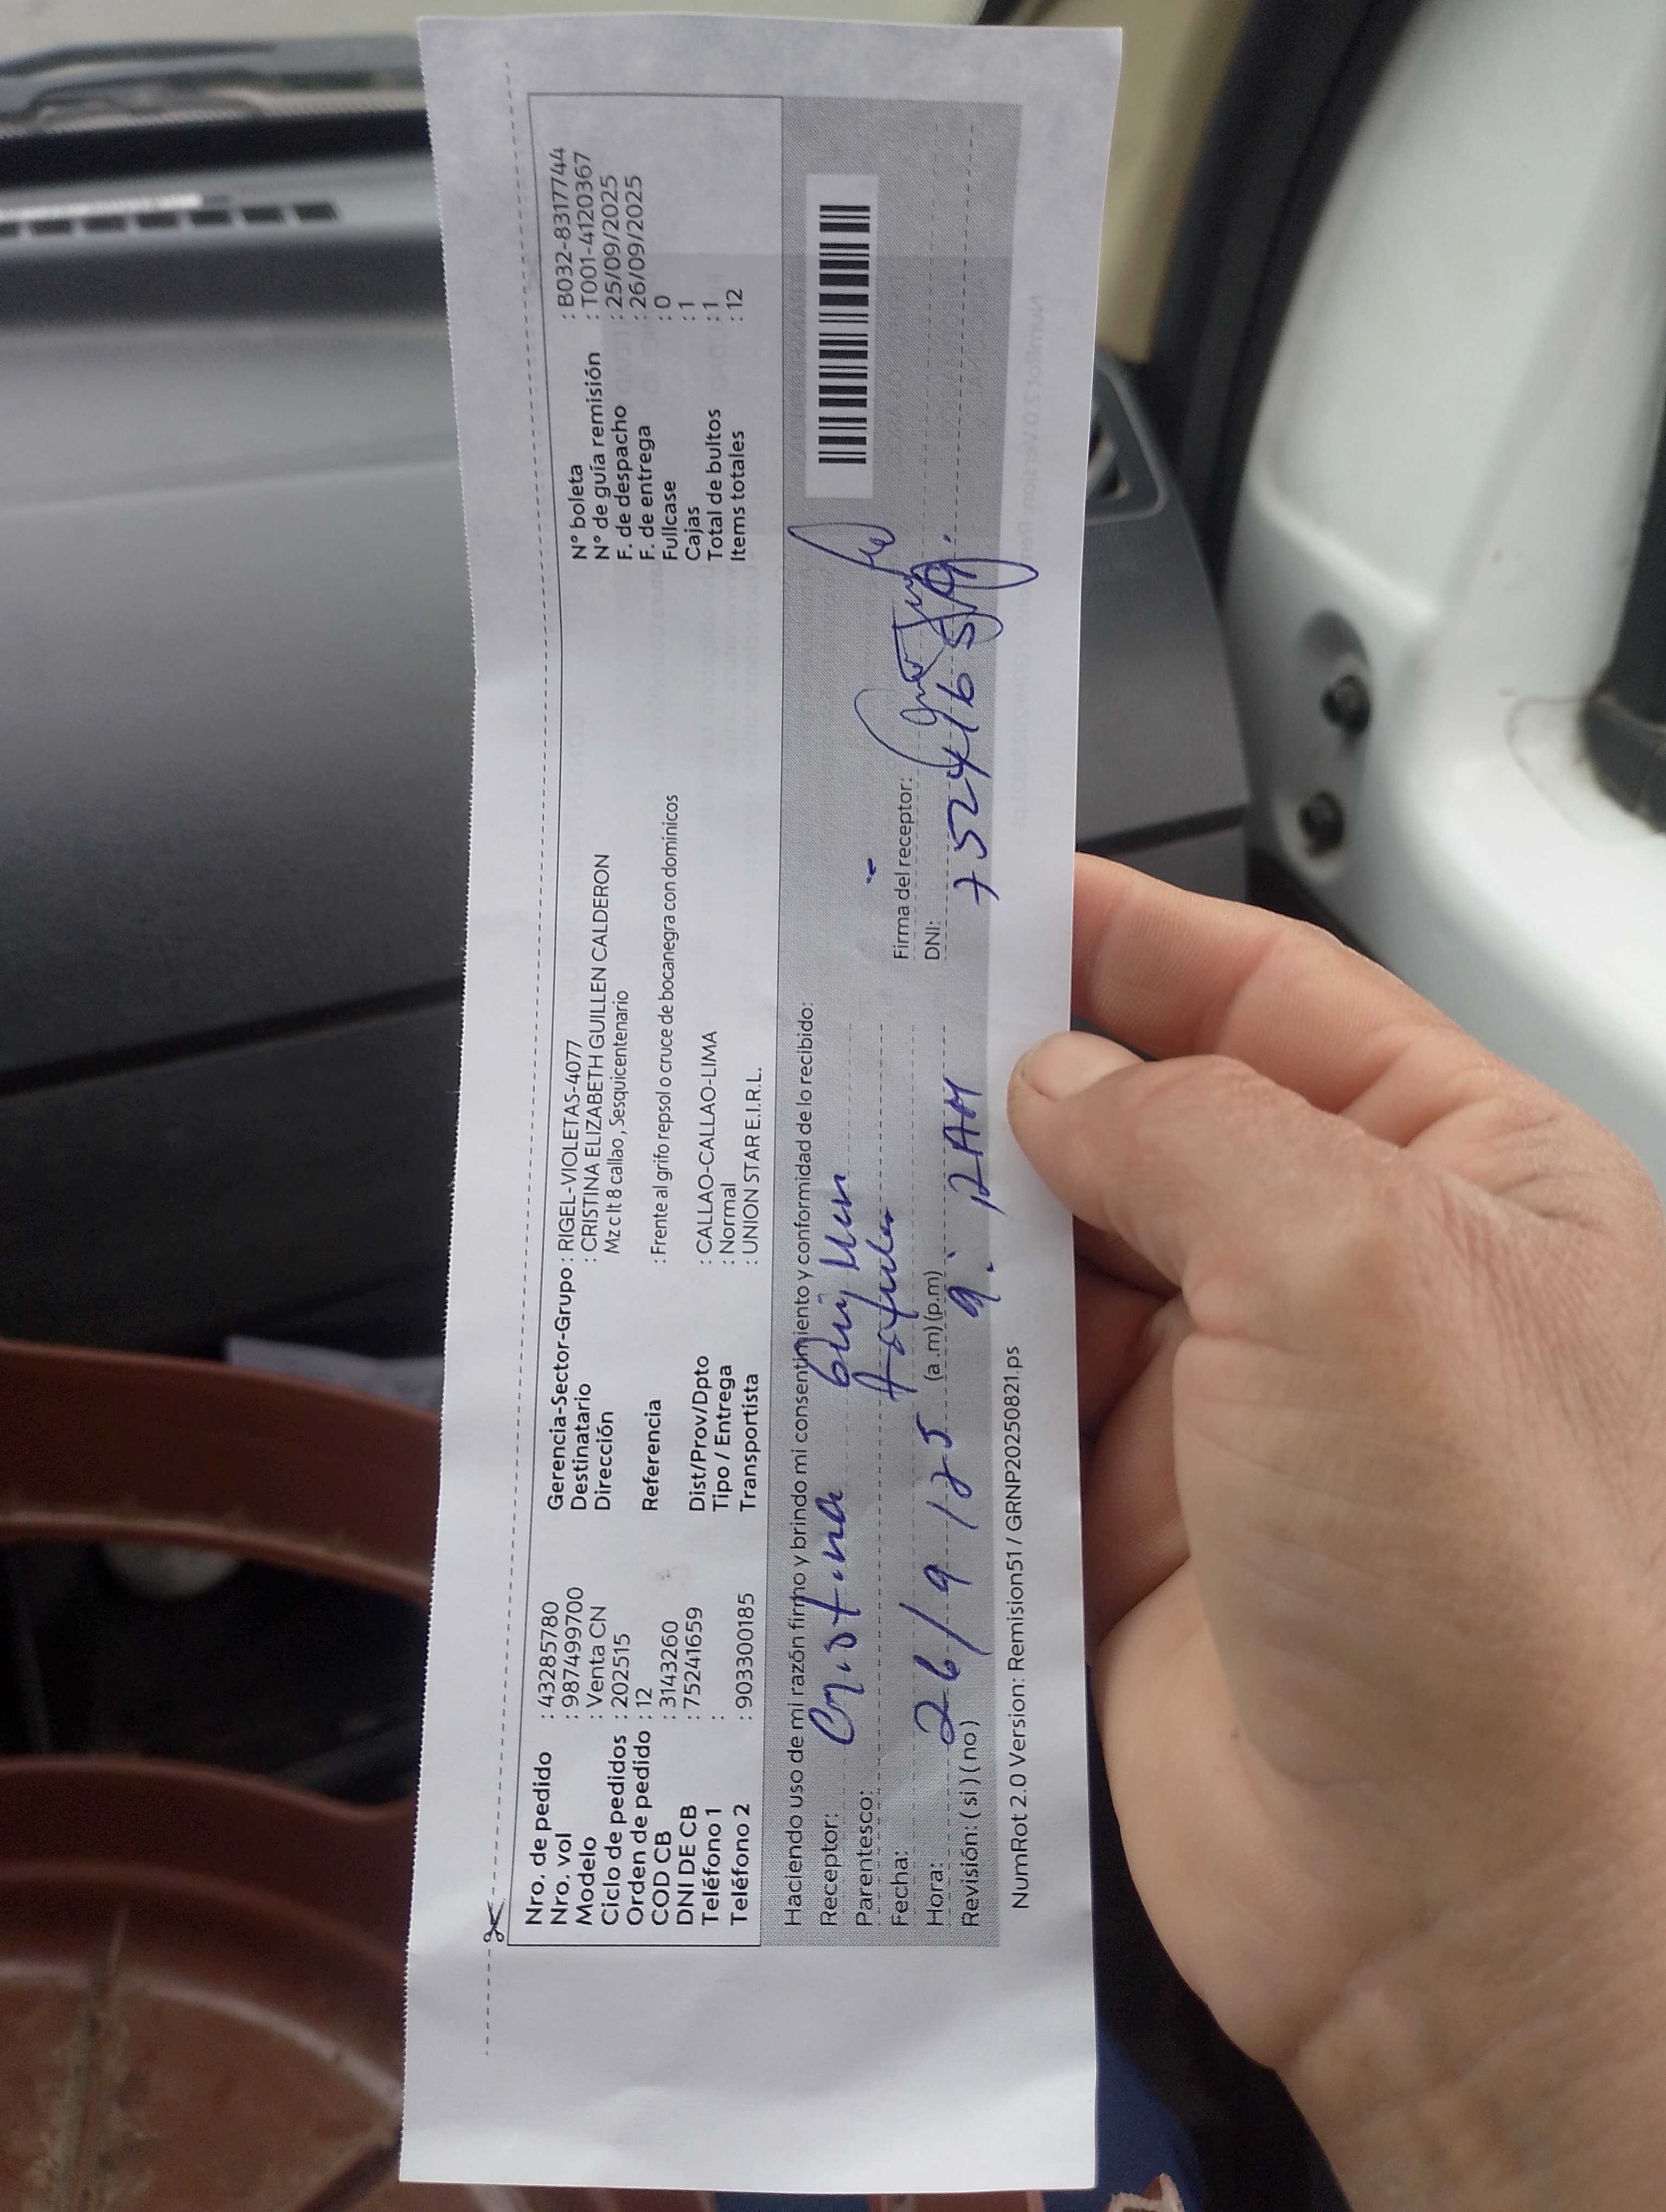 Nro. de pedido : 43285780
Nro. vol : 987499700
Modelo : Venta CN
Ciclo de pedidos : 202515
Orden de pedido : 12
COD CB : 3143260
DNI DE CB : 75241659
Teléfono 1 :
Teléfono 2 : 903300185
Gerencia-Sector-Grupo : RIGEL-VIOLETAS-4077
Destinatario : CRISTINA ELIZABETH GUILLEN CALDERON
Dirección Mz c lt 8 callao , Sesquicentenario
Referencia : Frente al grifo repsol o cruce de bocanegra con domínicos
Dist/Prov/Dpto : CALLAO-CALLAO-LIMA
Tipo / Entrega : Normal
Transportista : UNION STAR E.I.R.L.
N° boleta : B032-8317744
N° de guía remisión : T001-4120367
F. de despacho : 25/09/2025
F. de entrega : 26/09/2025
Fullcase : 0
Cajas : 1
Total de bultos : 1
Items totales : 12
Haciendo uso de mi razón firmo y brindo mi consentimiento y conformidad de lo recibido:
Receptor: Cristina Guillen
Parentesco:
Fecha: 26/9/25
Hora: (a.m) (p.m) 9:12AM
Revisión: ( si ) ( no )
Firma del receptor:
DNI: 75241659
NumRot 2.0 Version: Remision51 / GRNP20250821.ps